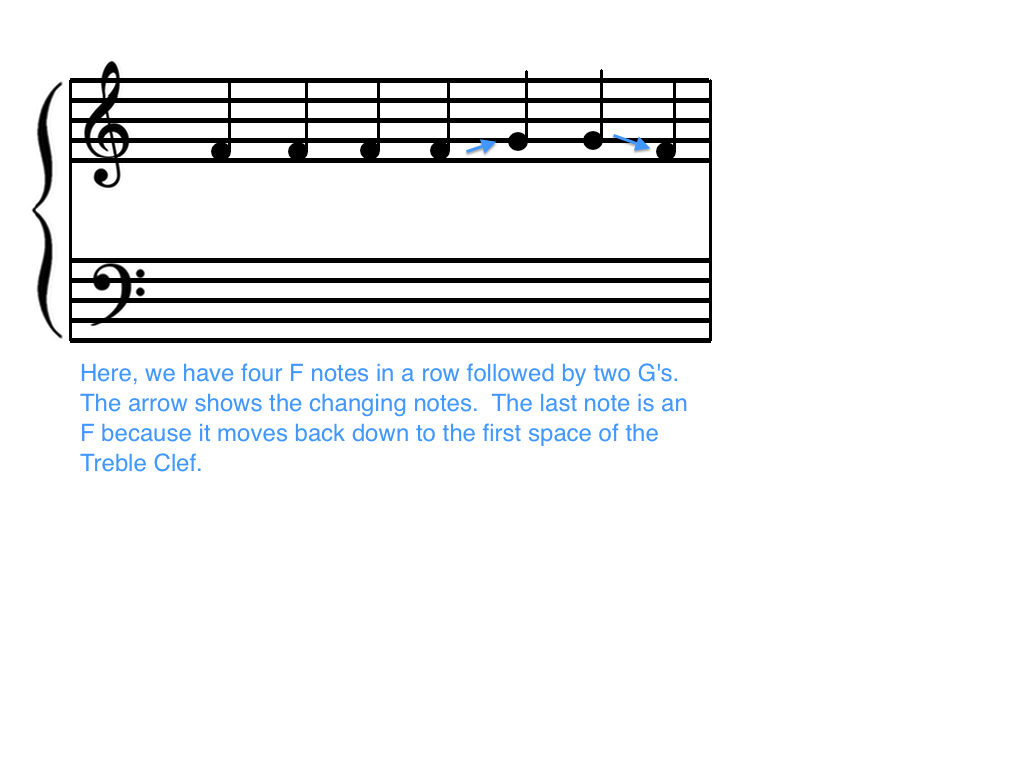 Here, we have four F notes in a row followed by two G's.
The arrow shows the changing notes.  The last note is an
F because it moves back down to the first space of the
Treble Clef.